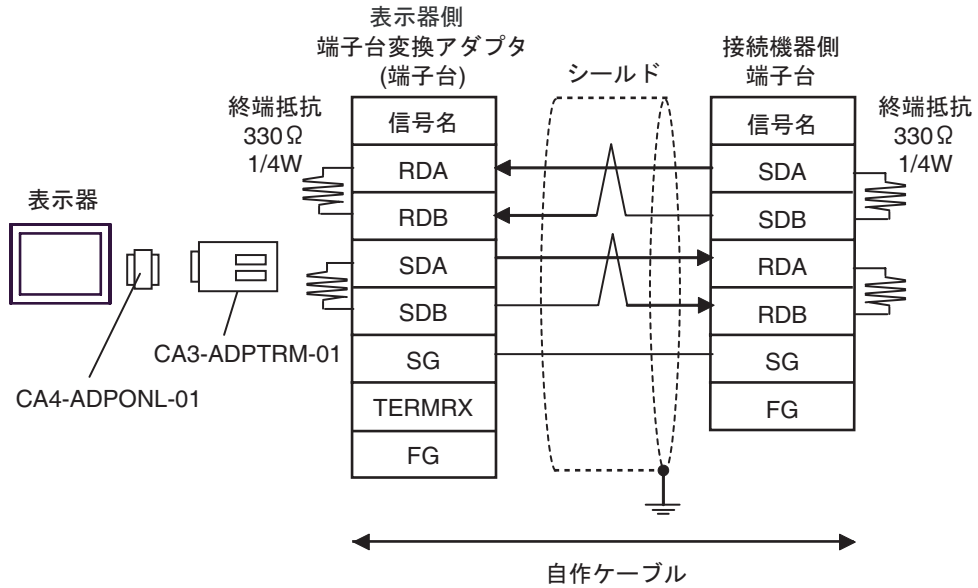 表示器側
端子台変換アダプタ
(端子台)
シールド
接続機器側
端子台
終端抵抗
330Ω
1/4W
終端抵抗
330Ω
1/4W
信号名
RDA
RDB
SDA
SDB
SG
TERMRX
FG
信号名
SDA
SDB
RDA
RDB
SG
FG
表示器
CA3-ADPTRM-01
CA4-ADPONL-01
自作ケーブル